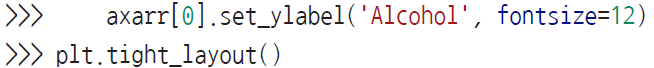 >>>     axarr[0].set_ylabel('Alcohol', fontsize=12)
>>> plt.tight_layout()